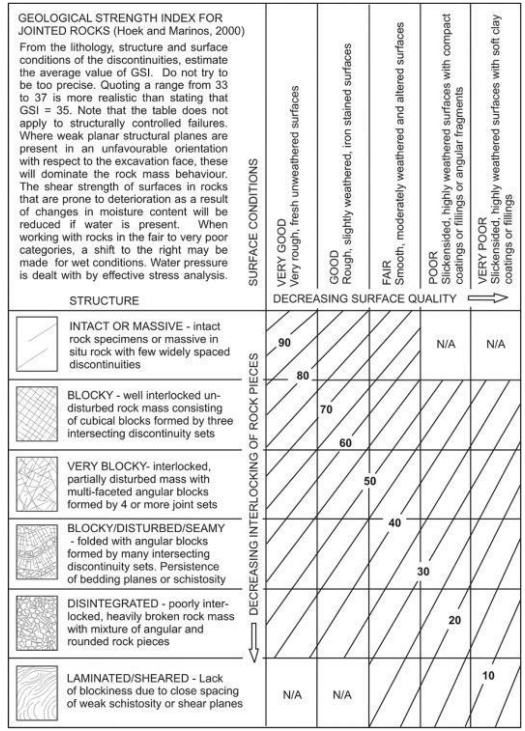 GEOLOGICAL STRENGTH INDEX FOR
JOINTED ROCKS (Hoek and Marinos, 2000)
From the lithology, structure and surface
conditions of the discontinuities, estimate
the average value of GSI. Do not try to
be too precise. Quoting a range from 33
to 37 is more realistic than stating that
GSI = 35. Note that the table does not
apply to structurally controlled failures.
Where weak planar structural planes are
present in an unfavourable orientation
with respect to the excavation face, these
will dominate the rock mass behaviour.
The shear strength of surfaces in rocks
that are prone to deterioration as a result
of changes in moisture content will be
reduced if water is present. When
working with rocks in the fair to very poor
categories, a shift to the right may be
made for wet conditions. Water pressure
is dealt with by effective stress analysis.
SURFACE CONDITIONS
VERY GOOD
Very rough, fresh unweathered surfaces
GOOD
Rough, slightly weathered, iron stained surfaces
FAIR
Smooth, moderately weathered and altered surfaces
POOR
Slickensided, highly weathered surfaces with compact
coatings or fillings or angular fragments
VERY POOR
Slickensided, highly weathered surfaces with soft clay
coatings or fillings
STRUCTURE
DECREASING SURFACE QUALITY
DECREASING INTERLOCKING OF ROCK PIECES
INTACT OR MASSIVE - intact
rock specimens or massive in
situ rock with few widely spaced
discontinuities
90
N/A
N/A
80
BLOCKY - well interlocked un-
disturbed rock mass consisting
of cubical blocks formed by three
intersecting discontinuity sets
70
60
VERY BLOCKY- interlocked,
partially disturbed mass with
multi-faceted angular blocks
formed by 4 or more joint sets
50
40
BLOCKY/DISTURBED/SEAMY
- folded with angular blocks
formed by many intersecting
discontinuity sets. Persistence
of bedding planes or schistosity
30
DISINTEGRATED - poorly inter-
locked, heavily broken rock mass
with mixture of angular and
rounded rock pieces
20
LAMINATED/SHEARED - Lack
of blockiness due to close spacing
of weak schistosity or shear planes
N/A
N/A
10